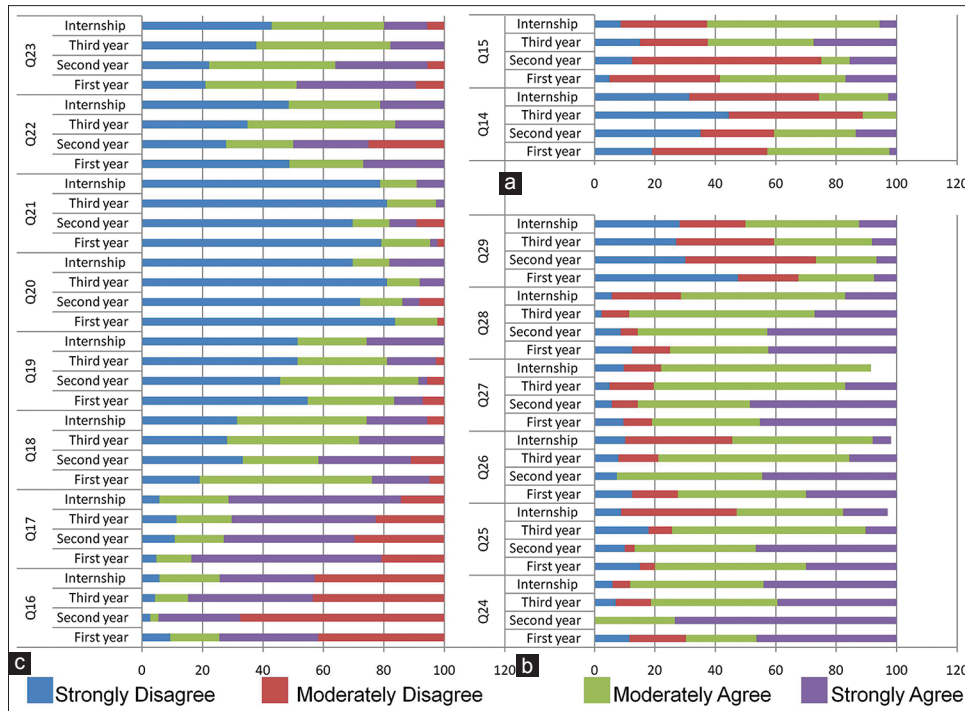 Q23
Internship
Third year
Second year
First year
Q22
Internship
Third year
Second year
First year
Q21
Internship
Third year
Second year
First year
Q20
Internship
Third year
Second year
First year
Q19
Internship
Third year
Second year
First year
Q18
Internship
Third year
Second year
First year
Q17
Internship
Third year
Second year
First year
Q16
Internship
Third year
Second year
First year
0 20 40 60 80 100 120
c
Q15
Internship
Third year
Second year
First year
Q14
Internship
Third year
Second year
First year
a
0 20 40 60 80 100 120
Q29
Internship
Third year
Second year
First year
Q28
Internship
Third year
Second year
First year
Q27
Internship
Third year
Second year
First year
Q26
Internship
Third year
Second year
First year
Q25
Internship
Third year
Second year
First year
Q24
Internship
Third year
Second year
First year
b
0 20 40 60 80 100 120
Strongly Disagree Moderately Disagree Moderately Agree Strongly Agree